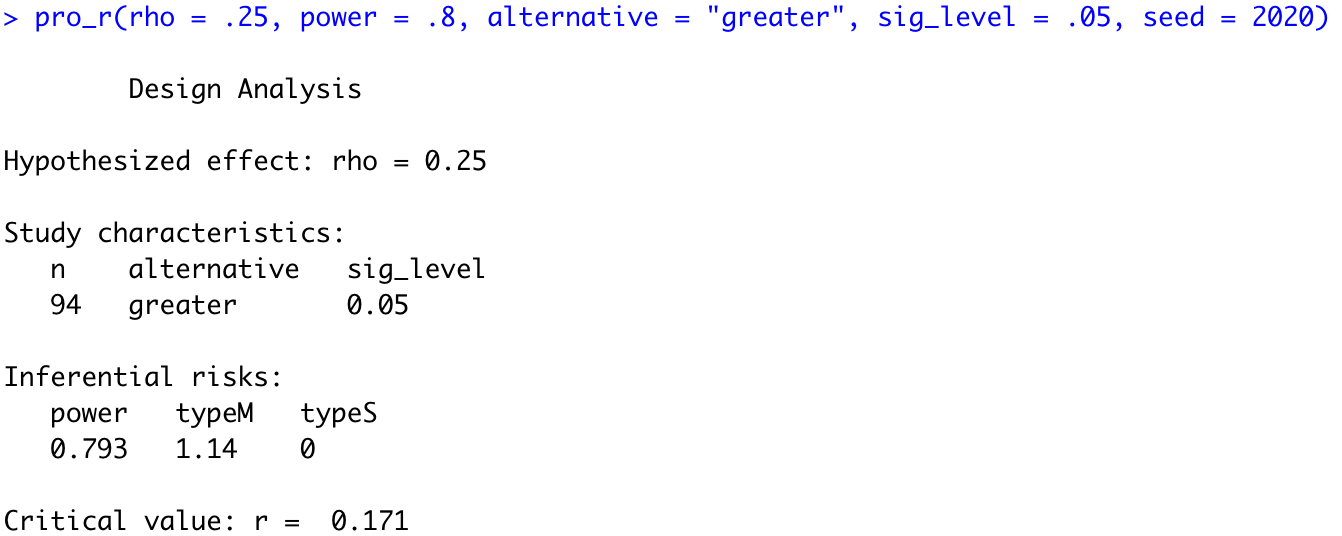 > pro_r(rho = .25, power = .8, alternative = "greater", sig_level = .05, seed = 2020)
Design Analysis
Hypothesized effect: rho = 0.25
Study characteristics:
n alternative sig_level
94 greater 0.05
Inferential risks:
power typeM typeS
0.793 1.14 0
Critical value: r = 0.171